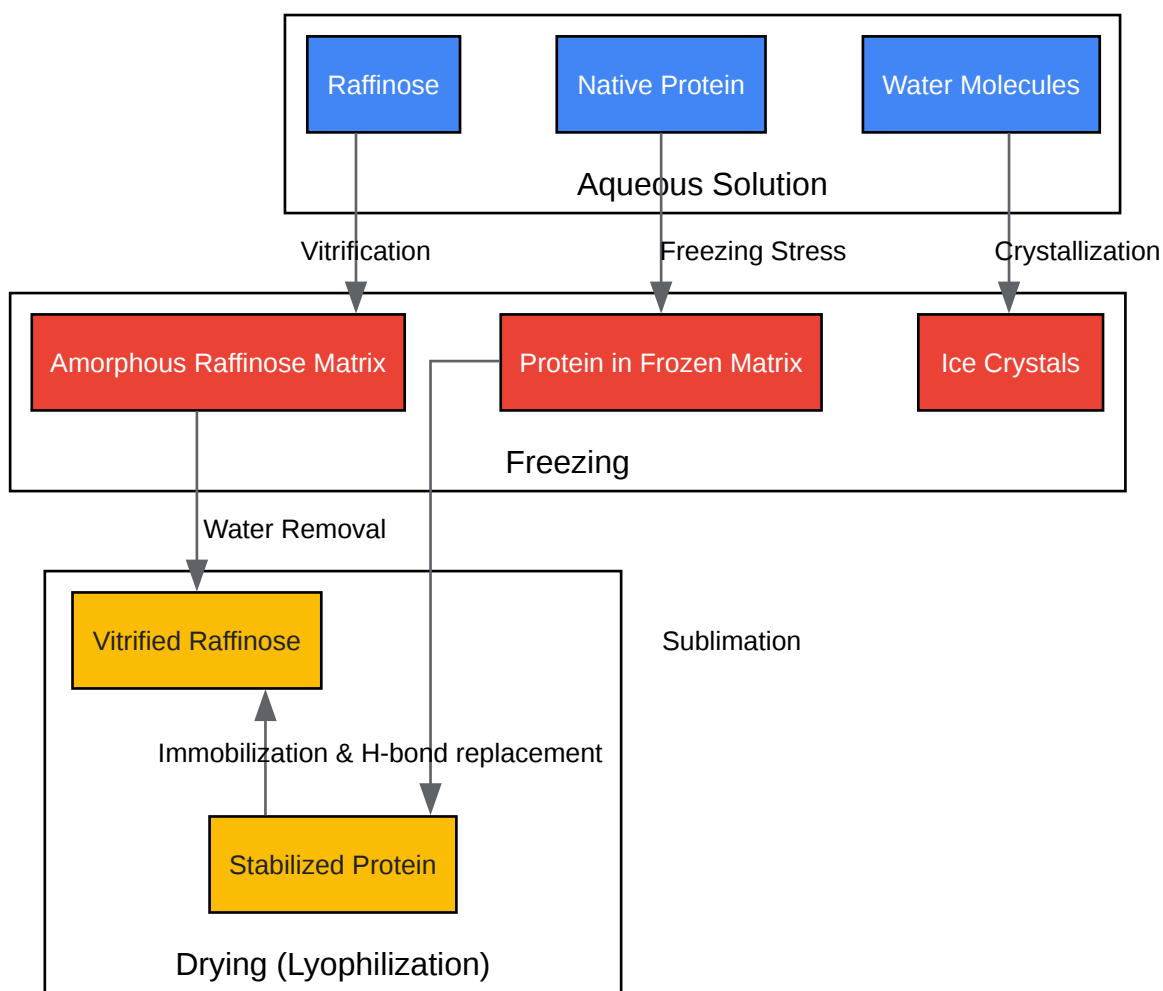 Raffinose
Native Protein
Water Molecules
Aqueous Solution
Vitrification
Freezing Stress
Crystallization
Amorphous Raffinose Matrix
Protein in Frozen Matrix
Ice Crystals
Freezing
Water Removal
Vitrified Raffinose
Sublimation
Immobilization & H-bond replacement
Stabilized Protein
Drying (Lyophilization)